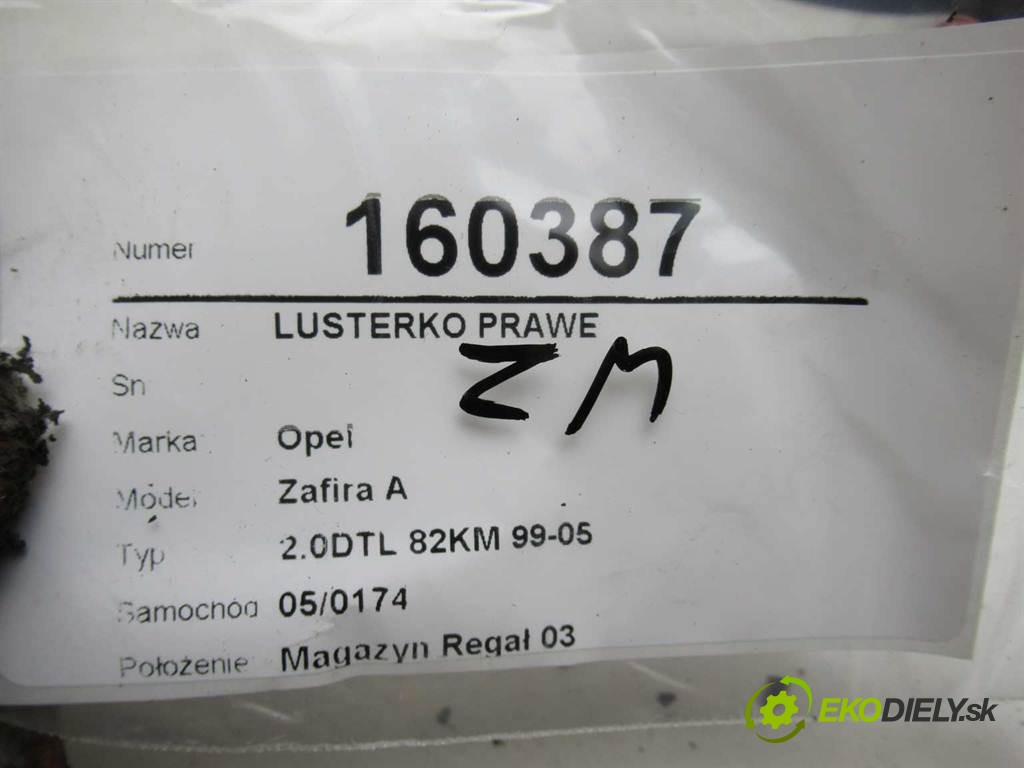 Numer 160387
Nazwa LUSTERKO PRAWE
ZM
Sn
Marka Opel
Model Zafira A
Typ 2.0DTL 82KM 99-05
Samochód 05/0174
Położenie Magazyn Regał 03
EKODIELY.sk